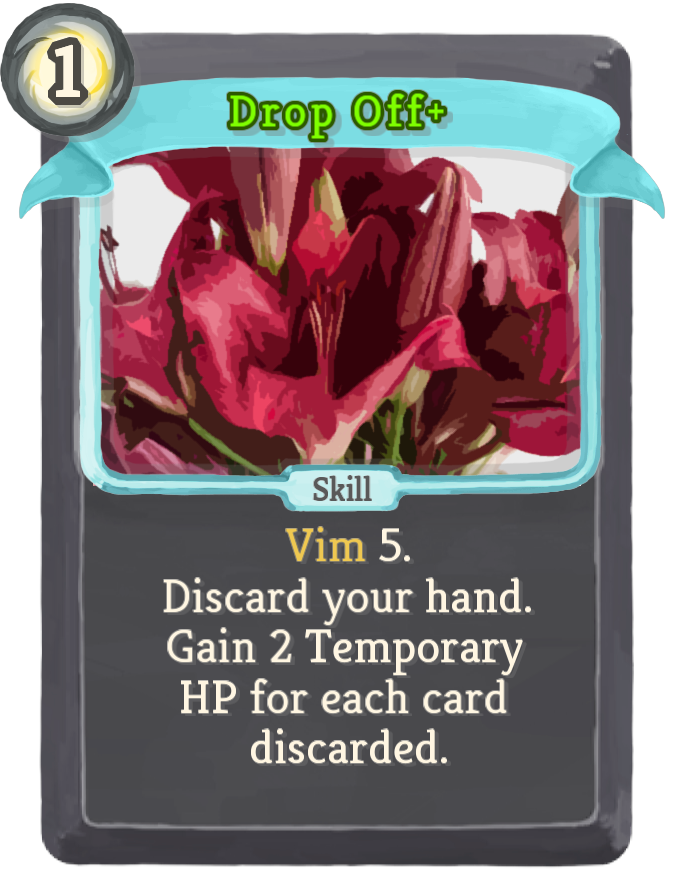 1
Drop Off+
Skill
Vim 5.
Discard your hand.
Gain 2 Temporary
HP for each card
discarded.